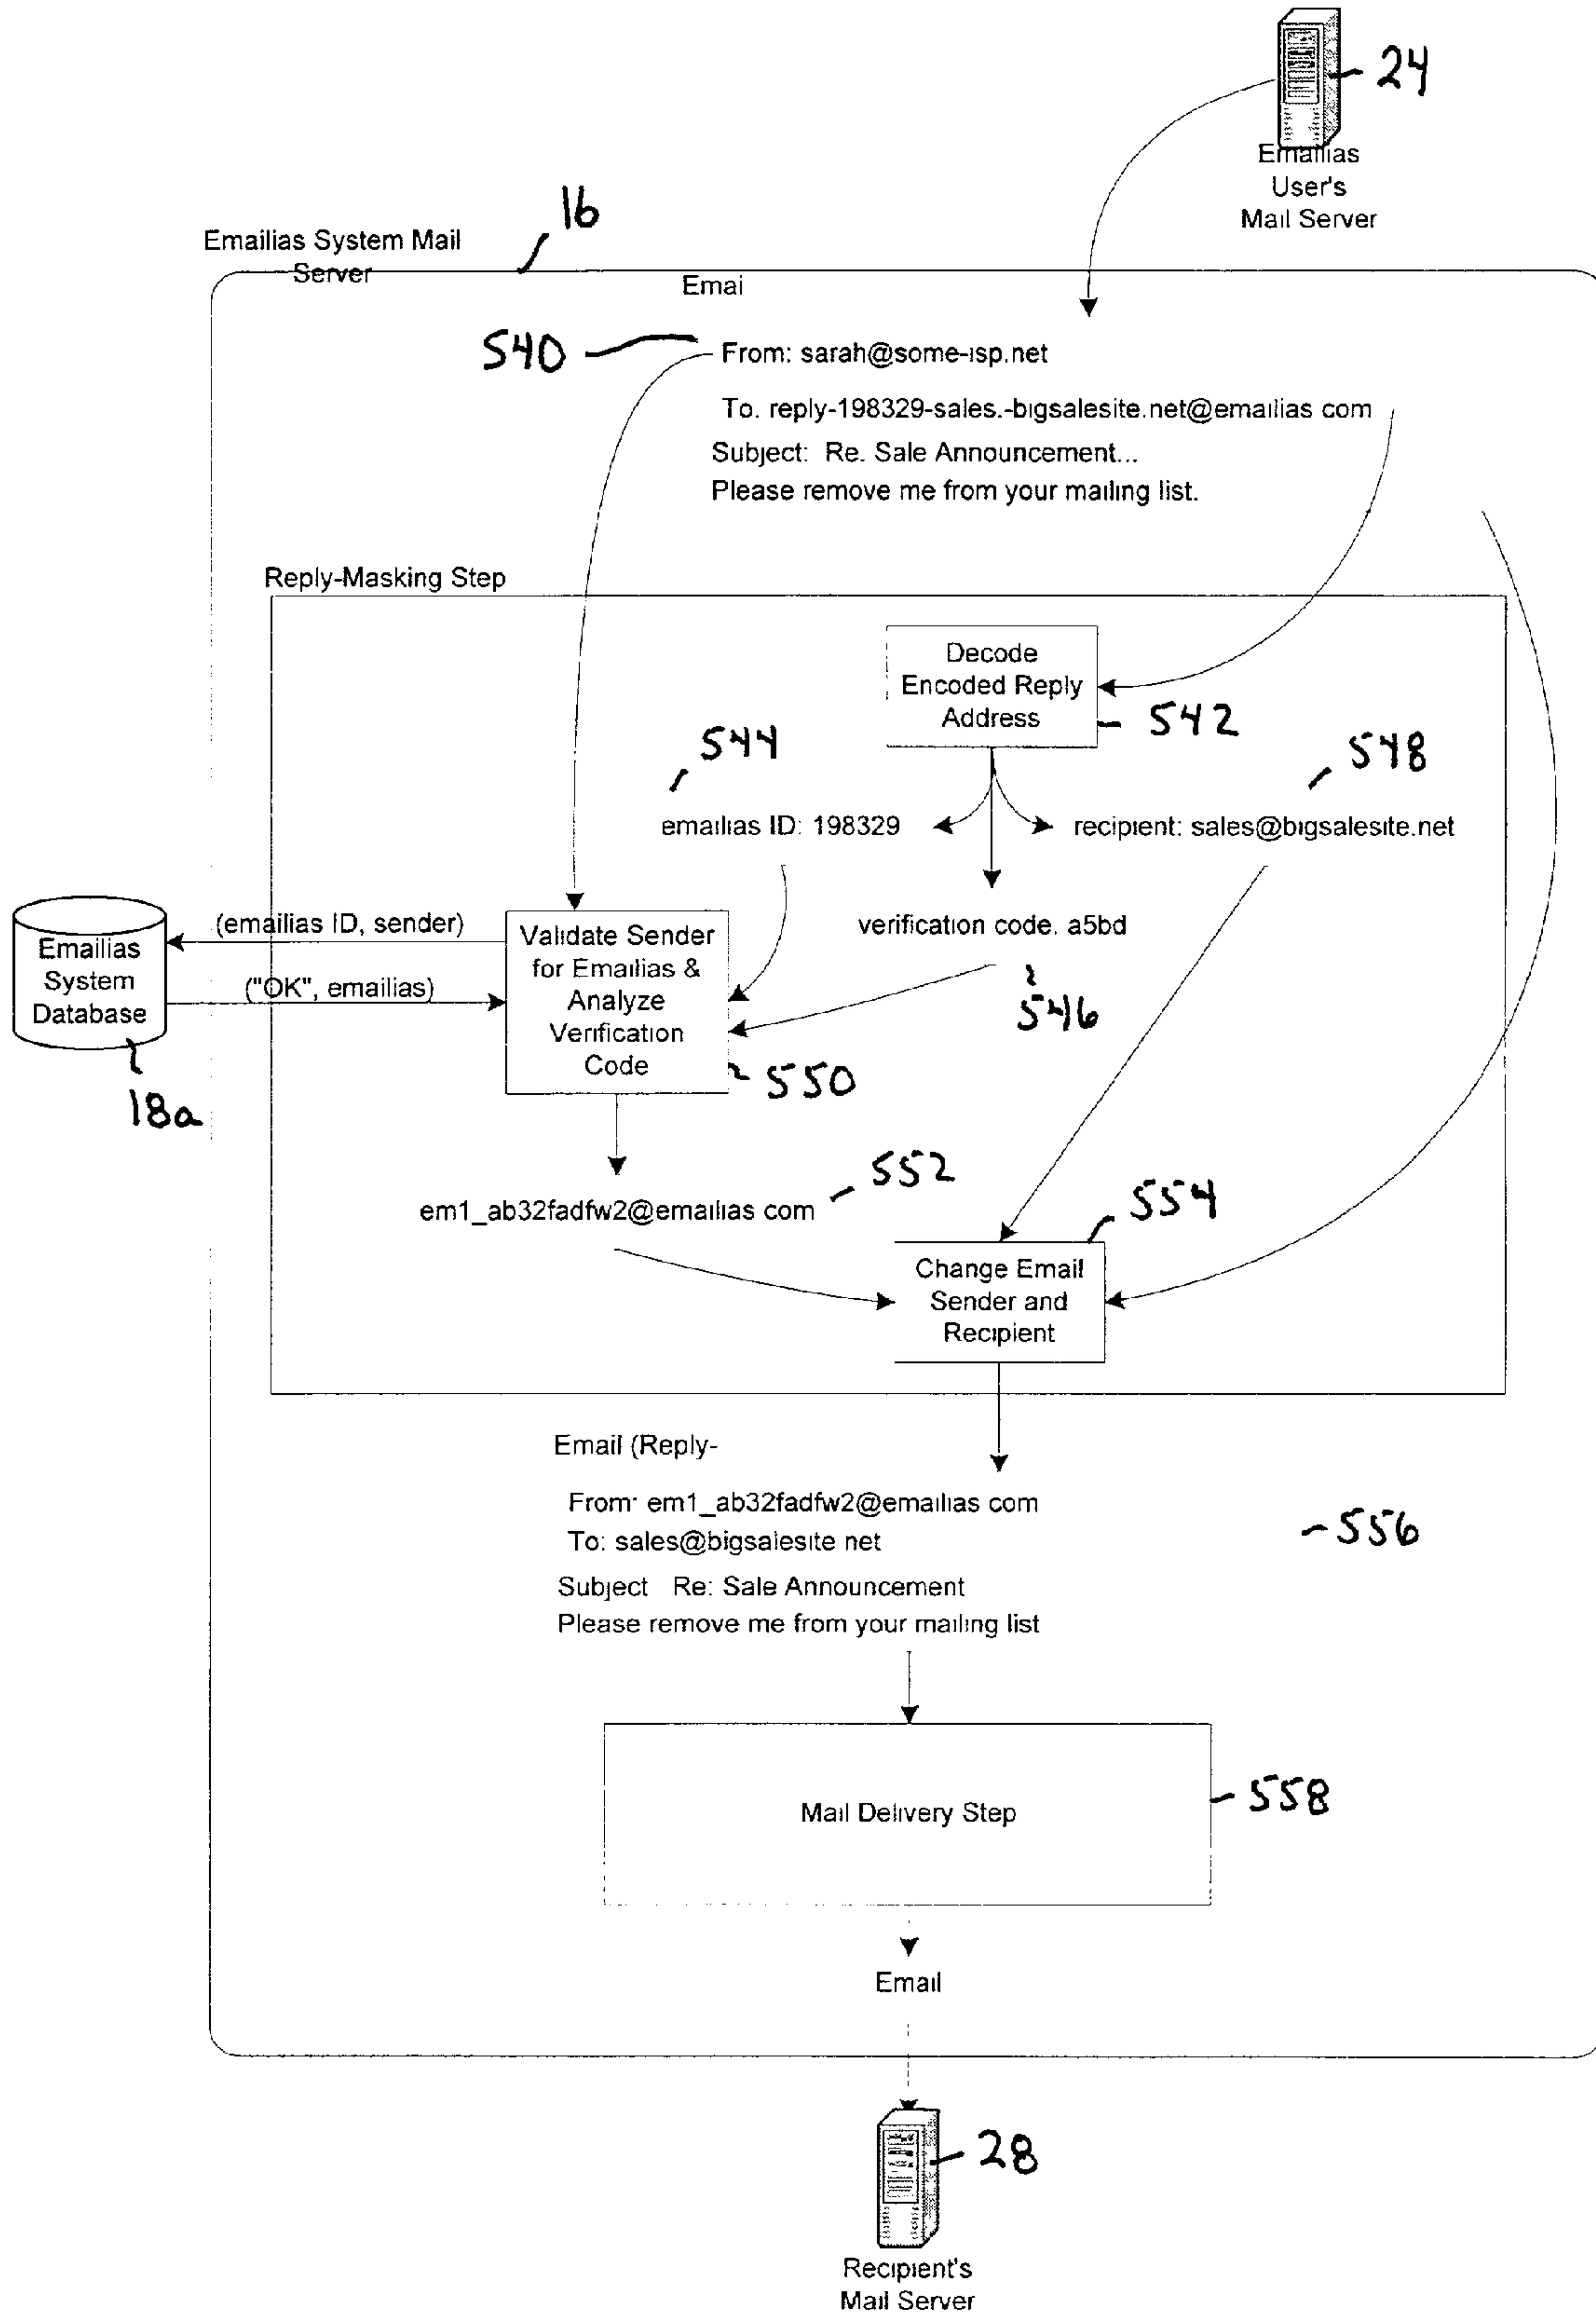 24
Emailias
User's
Mail Server
16
Emailias System Mail
Server
Emai
540
From: sarah@some-isp.net
To. reply-198329-sales.-bigsalesite.net@emailias com
Subject: Re. Sale Announcement...
Please remove me from your mailing list.
Reply-Masking Step
Decode
Encoded Reply
Address
542
544
548
emailias ID: 198329
recipient: sales@bigsalesite.net
verification code. a5bd
546
(emailias ID, sender)
("OK", emailias)
Emailias
System
Database
18a
Validate Sender
for Emailias &
Analyze
Verification
Code
550
em1_ab32fadfw2@emailias com
552
554
Change Email
Sender and
Recipient
Email (Reply-
From: em1_ab32fadfw2@emailias com
To: sales@bigsalesite net
556
Subject Re: Sale Announcement
Please remove me from your mailing list
Mail Delivery Step
558
Email
28
Recipient's
Mail Server